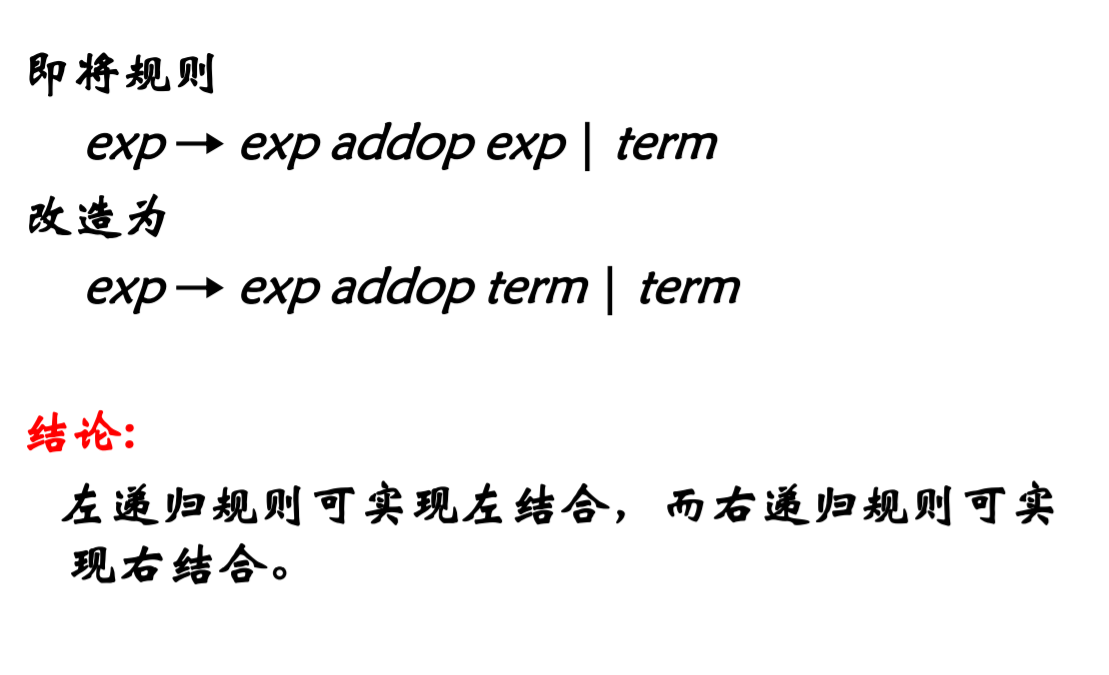 即将规则
exp → exp addop exp | term
改造为
exp → exp addop term | term
结论:
左递归规则可实现左结合，而右递归规则可实
现右结合。